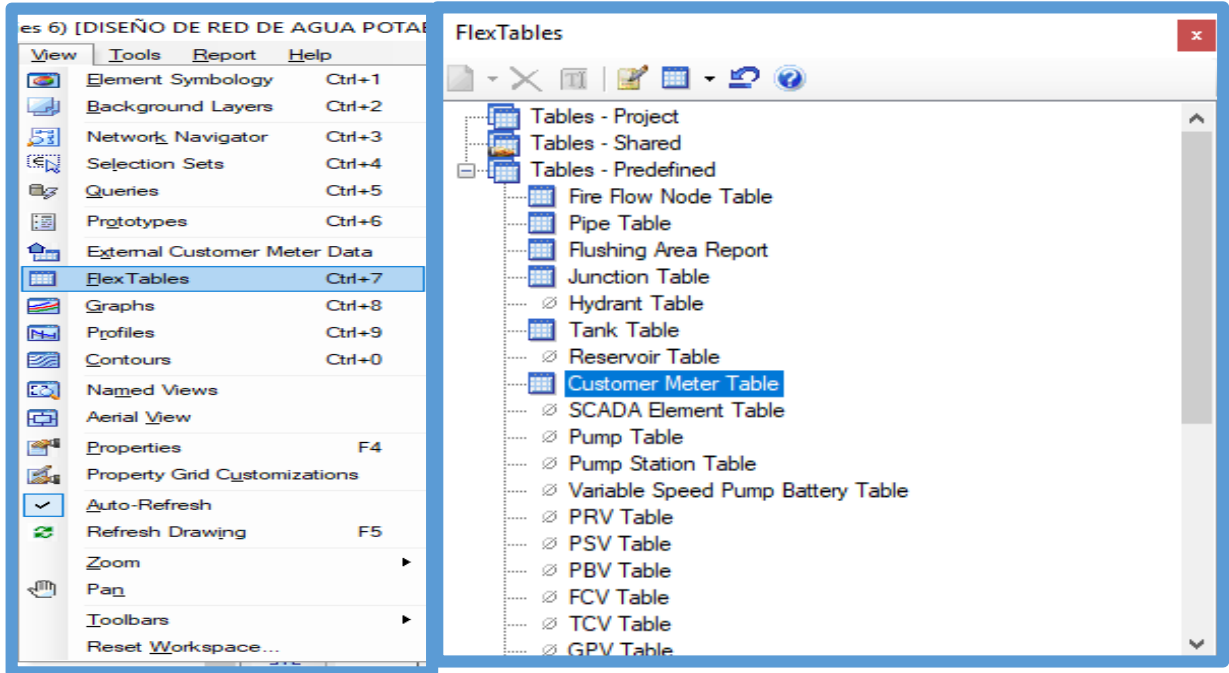 es 6) [DISEÑO DE RED DE AGUA POTAB
View Tools Report Help
Element Symbology Ctrl+1
Background Layers Ctrl+2
Network Navigator Ctrl+3
Selection Sets Ctrl+4
Queries Ctrl+5
Prototypes Ctrl+6
External Customer Meter Data
FlexTables Ctrl+7
Graphs Ctrl+8
Profiles Ctrl+9
Contours Ctrl+0
Named Views
Aerial View
Properties F4
Property Grid Customizations
Auto-Refresh
Refresh Drawing F5
Zoom
Pan
Toolbars
Reset Workspace...
FlexTables
Tables - Project
Tables - Shared
Tables - Predefined
Fire Flow Node Table
Pipe Table
Flushing Area Report
Junction Table
Hydrant Table
Tank Table
Reservoir Table
Customer Meter Table
SCADA Element Table
Pump Table
Pump Station Table
Variable Speed Pump Battery Table
PRV Table
PSV Table
PBV Table
FCV Table
TCV Table
GPV Table